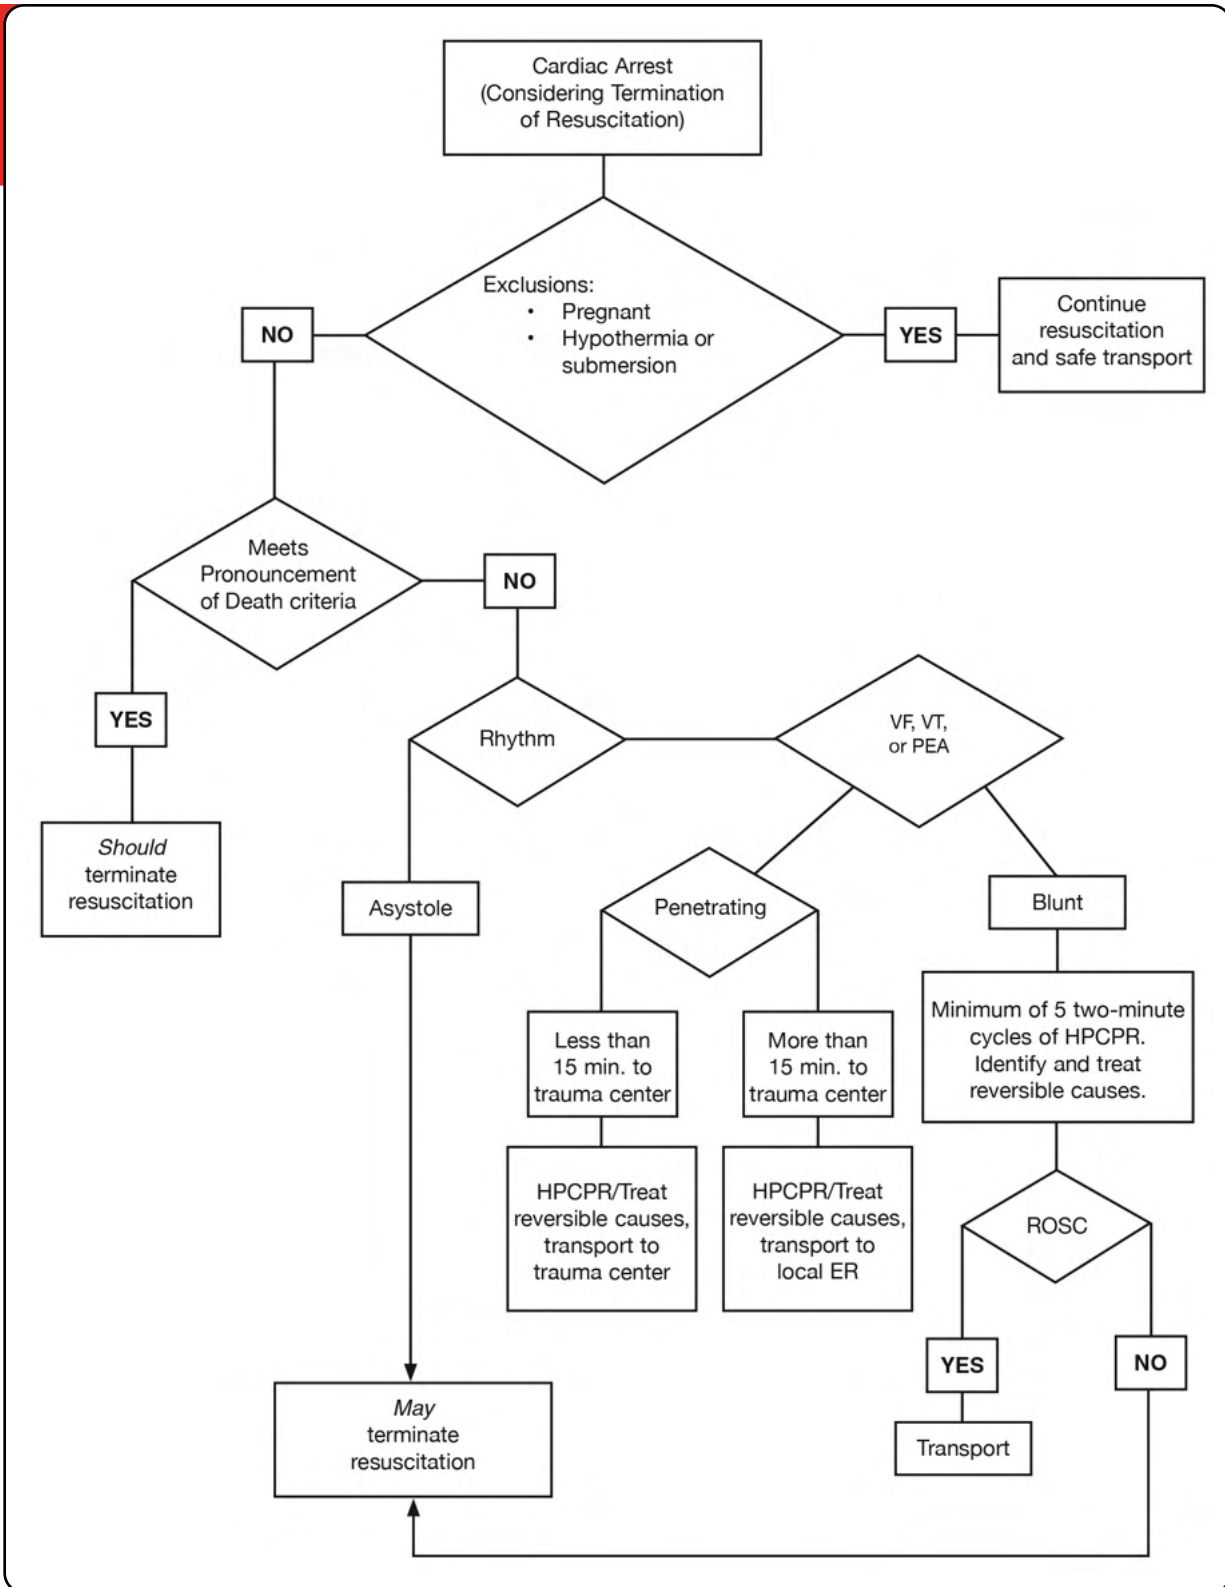 Cardiac Arrest
(Considering Termination
of Resuscitation)
Exclusions:
• Pregnant
• Hypothermia or
submersion
NO
YES
Continue
resuscitation
and safe transport
Meets
Pronouncement
of Death criteria
NO
YES
Should
terminate
resuscitation
Rhythm
VF, VT,
or PEA
Asystole
Penetrating
Blunt
Less than
15 min. to
trauma center
More than
15 min. to
trauma center
Minimum of 5 two-minute
cycles of HPCPR.
Identify and treat
reversible causes.
HPCPR/Treat
reversible causes,
transport to
trauma center
HPCPR/Treat
reversible causes,
transport to
local ER
ROSC
YES
NO
Transport
May
terminate
resuscitation